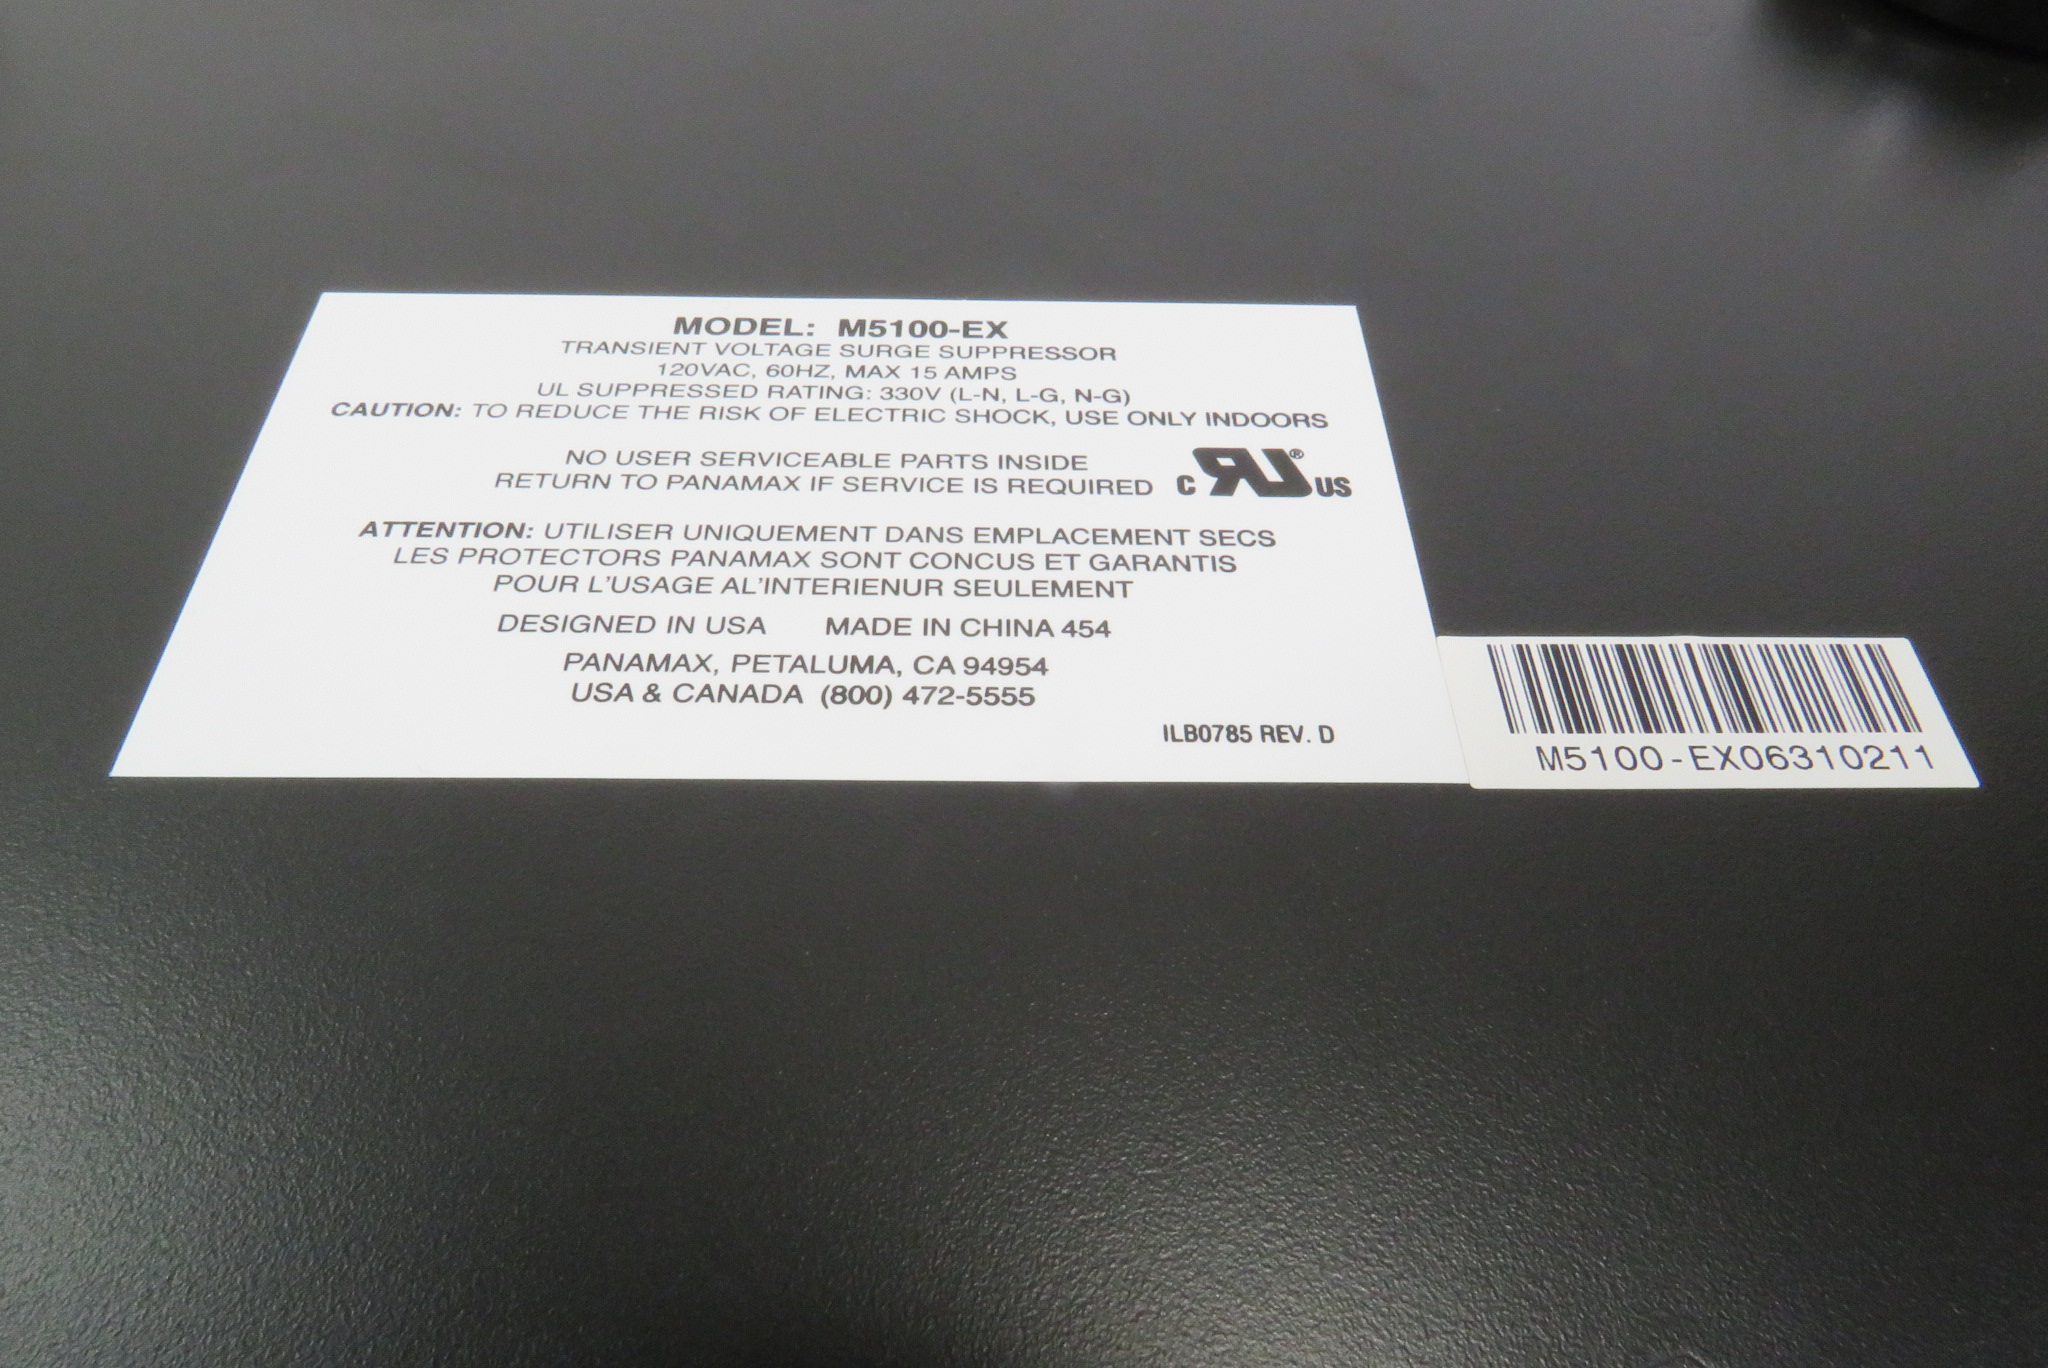 MODEL: M5100-EX
TRANSIENT VOLTAGE SURGE SUPPRESSOR
120VAC, 60HZ, MAX 15 AMPS
UL SUPPRESSED RATING: 330V (L-N, L-G, N-G)
CAUTION: TO REDUCE THE RISK OF ELECTRIC SHOCK, USE ONLY INDOORS
NO USER SERVICEABLE PARTS INSIDE
RETURN TO PANAMAX IF SERVICE IS REQUIRED
C RU® US
ATTENTION: UTILISER UNIQUEMENT DANS EMPLACEMENT SECS
LES PROTECTORS PANAMAX SONT CONCUS ET GARANTIS
POUR L'USAGE AL'INTERIENUR SEULEMENT
DESIGNED IN USA MADE IN CHINA 454
PANAMAX, PETALUMA, CA 94954
USA & CANADA (800) 472-5555
ILB0785 REV. D
M5100-EX06310211